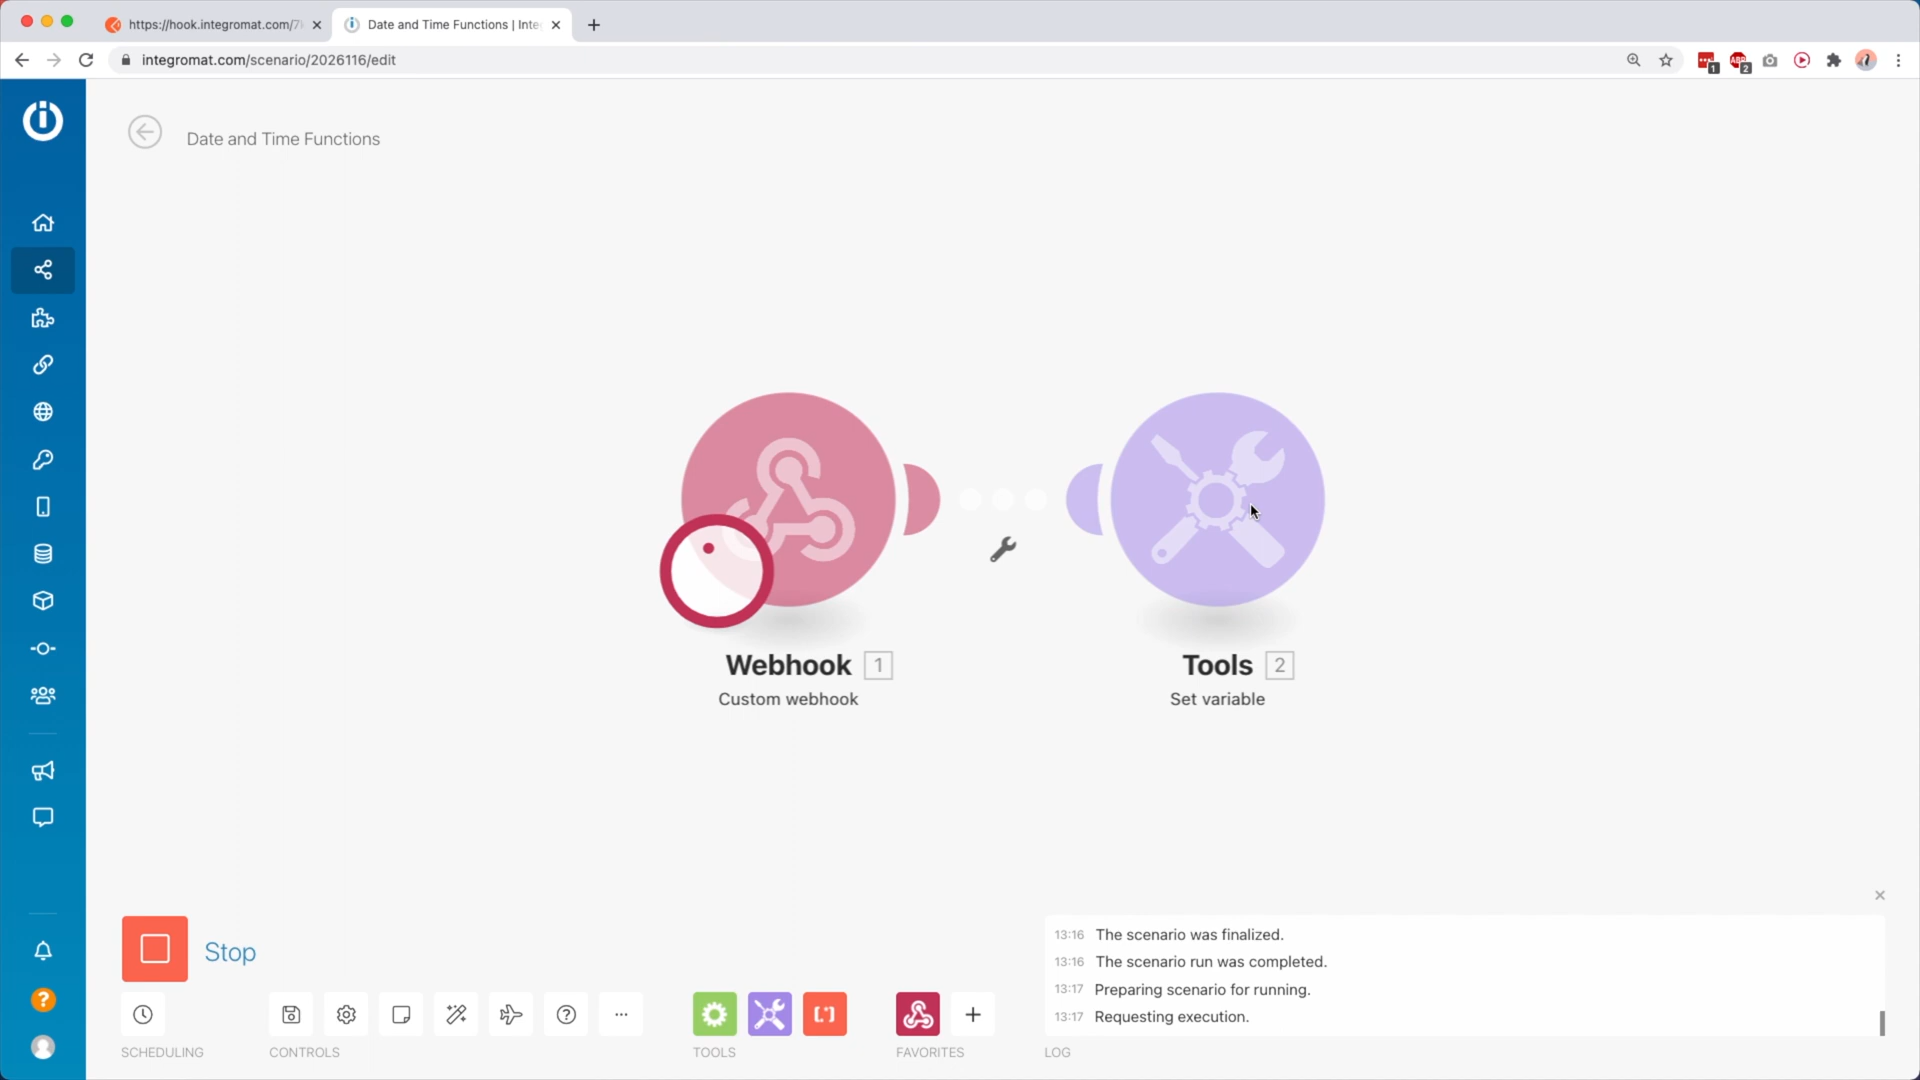 https://hook.integromat.com/7
Date and Time Functions | Inte
integromat.com/scenario/2026116/edit
1
2
Date and Time Functions
Webhook 1
Custom webhook
Tools 2
Set variable
Stop
SCHEDULING
CONTROLS
TOOLS
FAVORITES
13:16 The scenario was finalized.
13:16 The scenario run was completed.
13:17 Preparing scenario for running.
13:17 Requesting execution.
LOG